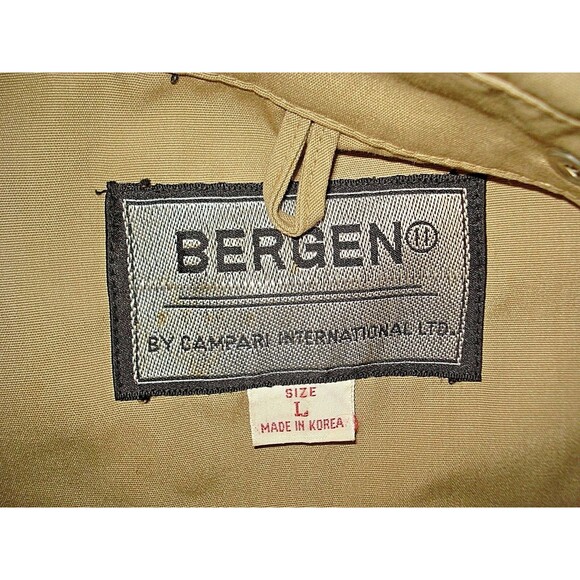 BERGEN®
BY CAMPARI INTERNATIONAL LTD.
SIZE
L
MADE IN KOREA